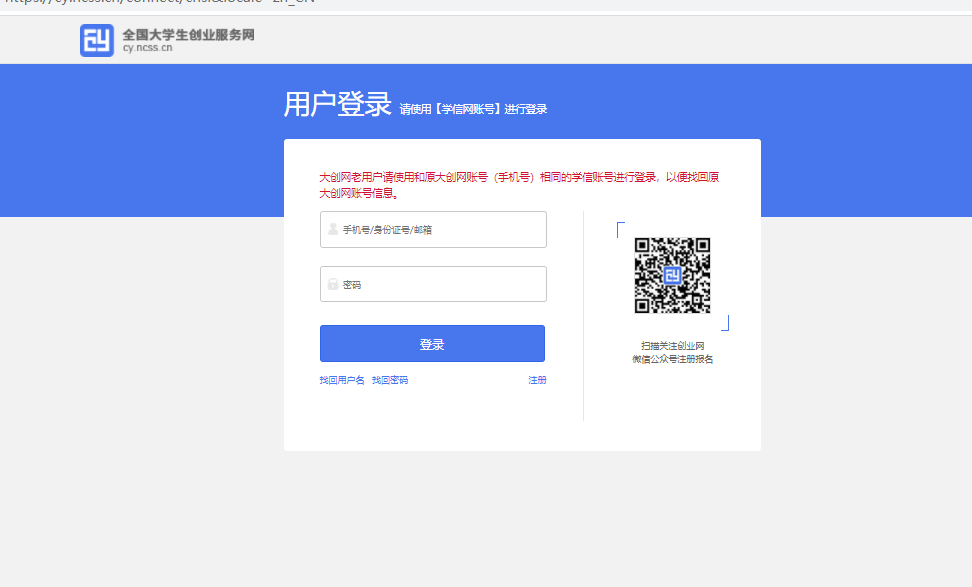 全国大学生创业服务网
cy.ncss.cn
用户登录 请使用【学信网账号】进行登录
大创网老用户请使用和原大创网账号（手机号）相同的学信账号进行登录，以便找回原
大创网账号信息。
手机号/身份证号/邮箱
密码
登录
找回用户名 找回密码 注册
扫描关注创业网
微信公众号注册报名